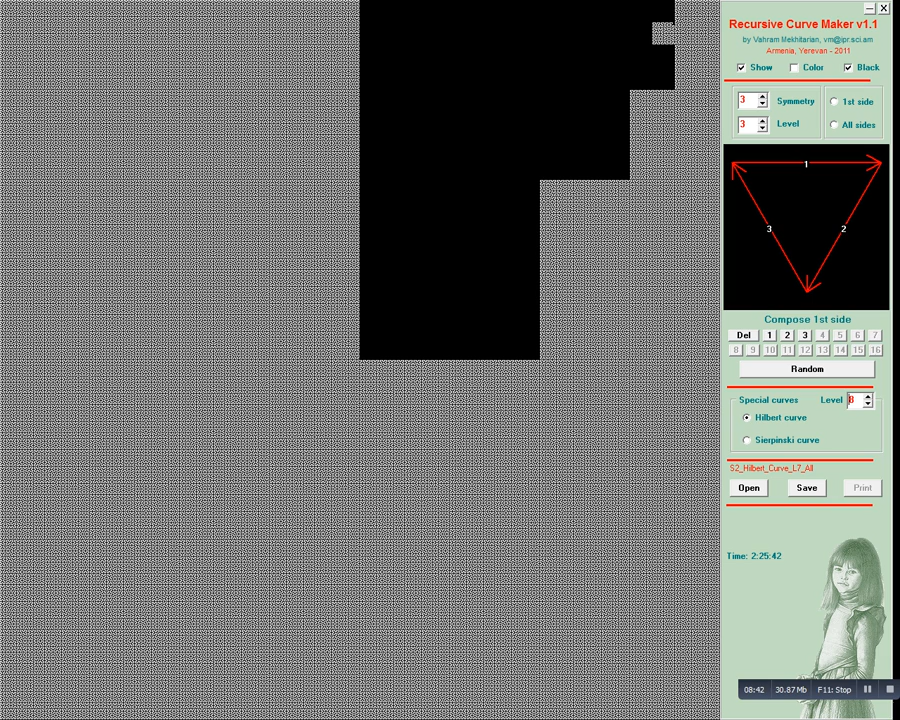 Recursive Curve Maker v1.1
by Vahram Mekhitarian, vm@ipr.sci.am
Armenia, Yerevan - 2011
Show Color Black
3 Symmetry 1st side
3 Level All sides
1
3 2
Compose 1st side
Del 1 2 3 4 5 6 7
8 9 10 11 12 13 14 15 16
Random
Special curves Level 8
Hilbert curve
Sierpinski curve
S2_Hilbert_Curve_L7_All
Open Save Print
Time: 2:25:42
08:42 30.87 Mb F11: Stop